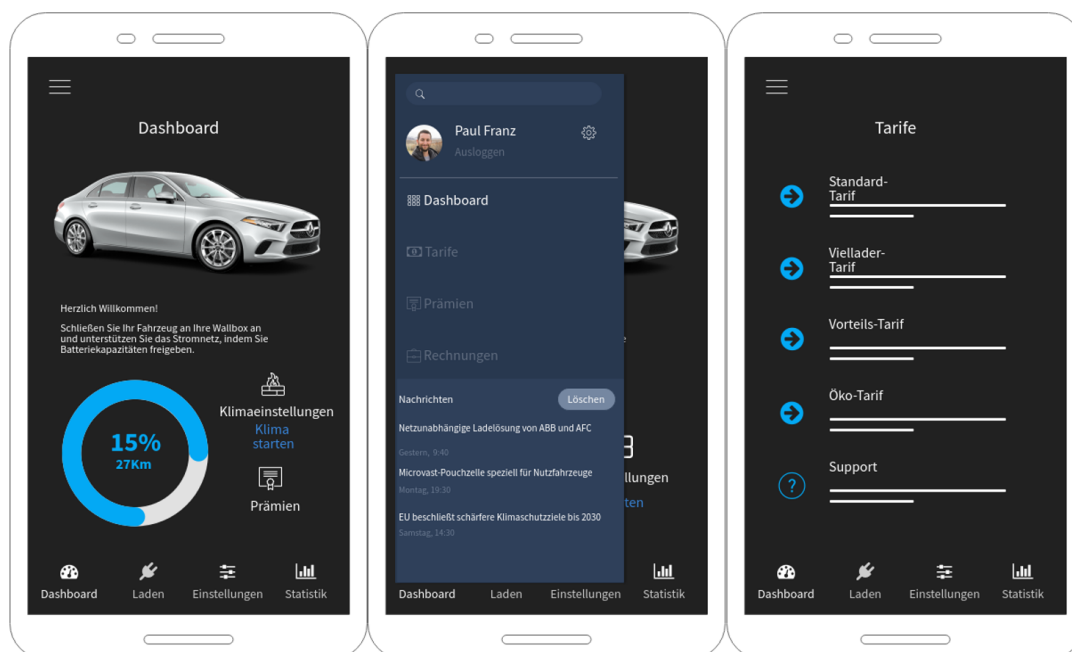 Dashboard
Herzlich Willkommen!
Schließen Sie Ihr Fahrzeug an Ihre Wallbox an
und unterstützen Sie das Stromnetz, indem Sie
Batteriekapazitäten freigeben.
15%
27Km
Klimaeinstellungen
Klima
starten
Prämien
Dashboard
Laden
Einstellungen
Statistik
Paul Franz
Ausloggen
Dashboard
Tarife
Prämien
Rechnungen
Nachrichten
Löschen
Netzunabhängige Ladelösung von ABB und AFC
Gestern, 9:40
Microvast-Pouchzelle speziell für Nutzfahrzeuge
Montag, 19:30
EU beschließt schärfere Klimaschutzziele bis 2030
Samstag, 14:30
llungen
ten
Dashboard
Laden
Einstellungen
Statistik
Tarife
Standard-
Tarif
Viellader-
Tarif
Vorteils-Tarif
Öko-Tarif
?
Support
Dashboard
Laden
Einstellungen
Statistik